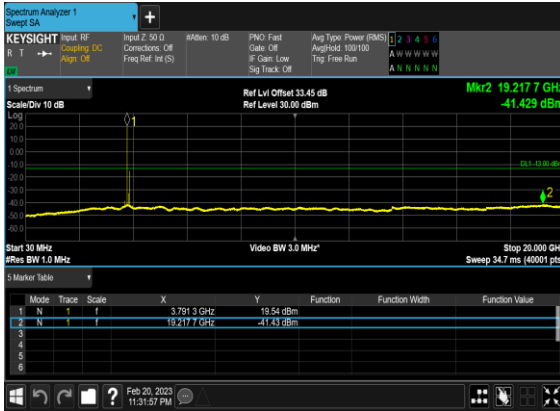 Spectrum Analyzer 1
Swept SA
+
KEYSIGHT Input: RF Input Z: 50 Ω #Atten: 10 dB PNO: Fast Avg Type: Power (RMS) 1 2 3 4 5 6
R T Coupling: DC Corrections: Off Gate: Off Avg|Hold: 100/100 A W W W W W
Align: Off Freq Ref: Int (S) IF Gain: Low Trig: Free Run
Sig Track: Off A N N N N N
1 Spectrum Ref Lvl Offset 33.45 dB Mkr2 19.217 7 GHz
Scale/Div 10 dB Ref Level 30.00 dBm -41.429 dBm
Log
20.0
10.0
0.00
-10.0
-20.0
-30.0
-40.0
-50.0
-60.0
1
DL1 -13.00 dBm
2
Start 30 MHz Video BW 3.0 MHz* Stop 20.000 GH
#Res BW 1.0 MHz Sweep 34.7 ms (40001 pts
5 Marker Table
Mode Trace Scale X Y Function Function Width Function Value
1 N 1 f 3.791 3 GHz 19.54 dBm
2 N 1 f 19.217 7 GHz -41.43 dBm
3
4
5
6
? Feb 20, 2023
11:31:57 PM